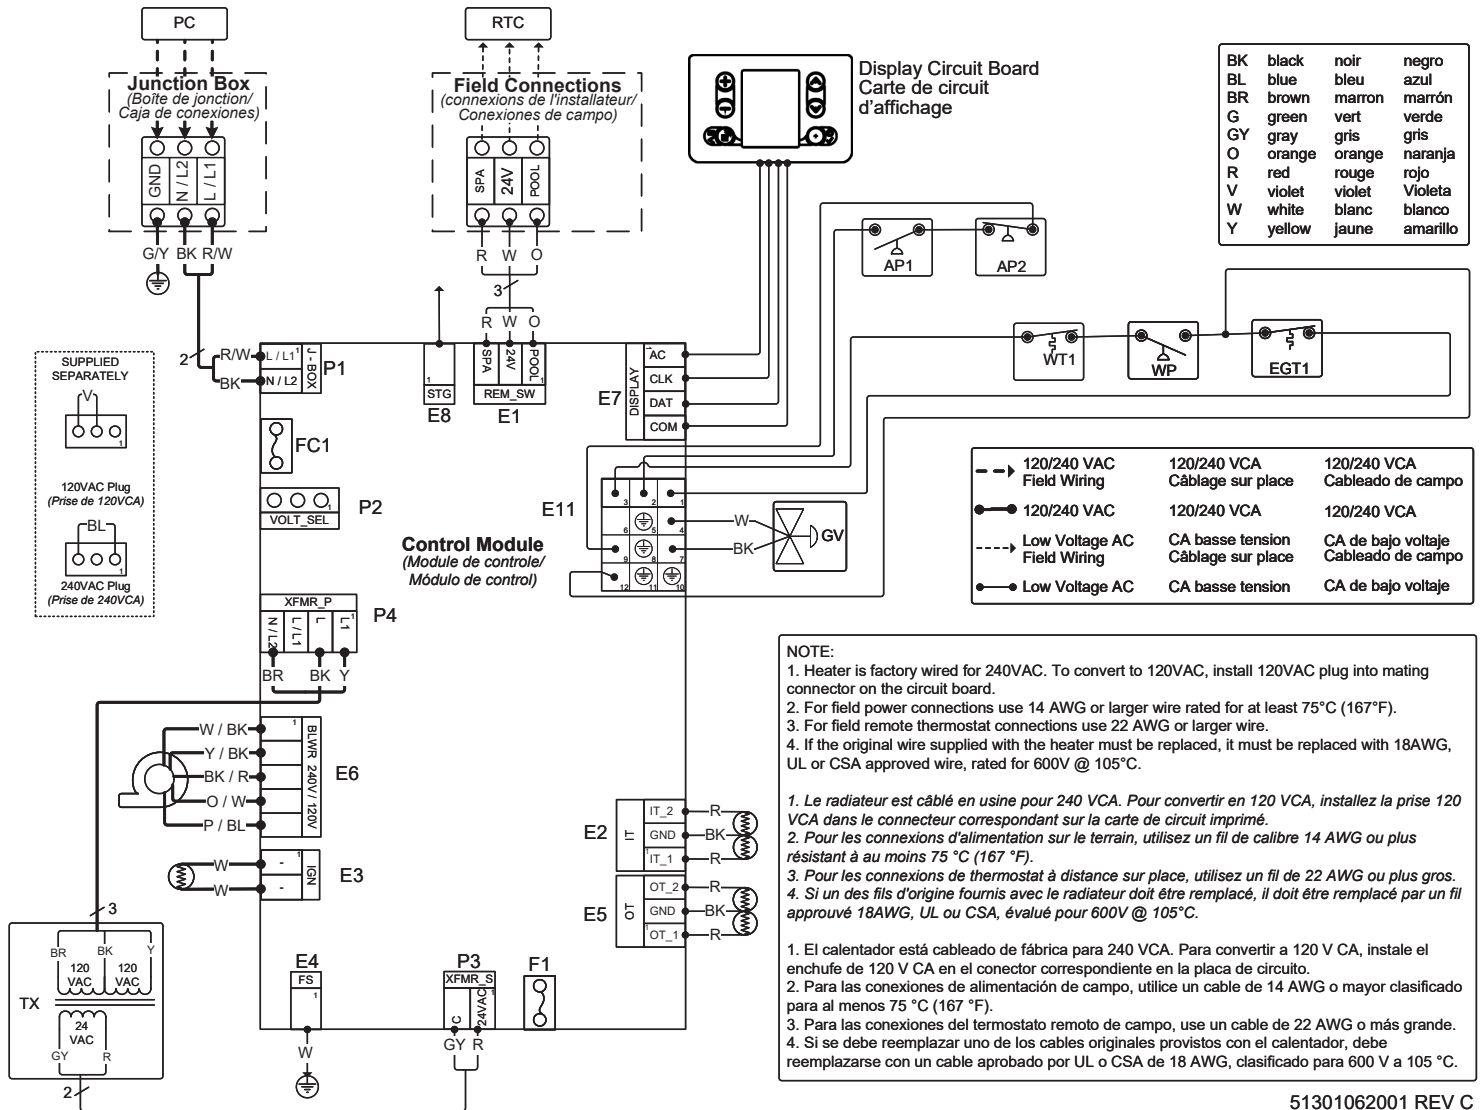 PC
RTC
Junction Box
(Boîte de jonction/
Caja de conexiones)
GND
N / L2
L / L1
G/Y BK R/W
2
R/W
BK
Field Connections
(connexions de l'installateur/
Conexiones de campo)
SPA
24V
POOL
R W O
3
R W O
Display Circuit Board
Carte de circuit
d'affichage
BK black noir negro
BL blue bleu azul
BR brown marron marrón
G green vert verde
GY gray gris gris
O orange orange naranja
R red rouge rojo
V violet violet Violeta
W white blanc blanco
Y yellow jaune amarillo
AP1
AP2
WT1
WP
EGT1
SUPPLIED
SEPARATELY
V
1
120VAC Plug
(Prise de 120VCA)
BL
1
240VAC Plug
(Prise de 240VCA)
L / L1 1
N / L2
J - BOX
P1
FC1
1
VOLT_SEL
P2
1
STG
E8
SPA
24V
POOL
1
REM_SW
E1
E7
DISPLAY
1
AC
CLK
DAT
COM
E11
3 2 1
6 5 4
9 8 7
12 11 10
W
BK
GV
Control Module
(Module de controle/
Módulo de control)
XFMR_P
N / L2
L / L1
L
L1
1
P4
BR BK Y
W / BK
Y / BK
BK / R
O / W
P / BL
1
BLWR 240V / 120V
E6
W
W
-
-
1
IGN
E3
3
BR BK Y
120
VAC
120
VAC
TX
24
VAC
GY R
2
E4
FS
1
W
P3
XFMR_S
C
24VAC
1
GY R
F1
E2
IT
IT_2
GND
1
IT_1
R
BK
R
E5
OT
OT_2
GND
1
OT_1
R
BK
R
120/240 VAC 120/240 VCA 120/240 VCA
Field Wiring Câblage sur place Cableado de campo
120/240 VAC 120/240 VCA 120/240 VCA
Low Voltage AC CA basse tension CA de bajo voltaje
Field Wiring Câblage sur place Cableado de campo
Low Voltage AC CA basse tension CA de bajo voltaje
NOTE:
1. Heater is factory wired for 240VAC. To convert to 120VAC, install 120VAC plug into mating
connector on the circuit board.
2. For field power connections use 14 AWG or larger wire rated for at least 75°C (167°F).
3. For field remote thermostat connections use 22 AWG or larger wire.
4. If the original wire supplied with the heater must be replaced, it must be replaced with 18AWG,
UL or CSA approved wire, rated for 600V @ 105°C.
1. Le radiateur est câblé en usine pour 240 VCA. Pour convertir en 120 VCA, installez la prise 120
VCA dans le connecteur correspondant sur la carte de circuit imprimé.
2. Pour les connexions d'alimentation sur le terrain, utilisez un fil de calibre 14 AWG ou plus
résistant à au moins 75 °C (167 °F).
3. Pour les connexions de thermostat à distance sur place, utilisez un fil de 22 AWG ou plus gros.
4. Si un des fils d'origine fournis avec le radiateur doit être remplacé, il doit être remplacé par un fil
approuvé 18AWG, UL ou CSA, évalué pour 600V @ 105°C.
1. El calentador está cableado de fábrica para 240 VCA. Para convertir a 120 V CA, instale el
enchufe de 120 V CA en el conector correspondiente en la placa de circuito.
2. Para las conexiones de alimentación de campo, utilice un cable de 14 AWG o mayor clasificado
para al menos 75 °C (167 °F).
3. Para las conexiones del termostato remoto de campo, use un cable de 22 AWG o más grande.
4. Si se debe reemplazar uno de los cables originales provistos con el calentador, debe
reemplazarse con un cable aprobado por UL o CSA de 18 AWG, clasificado para 600 V a 105 °C.
51301062001 REV C